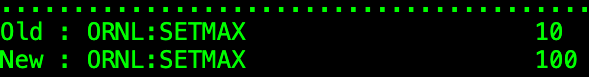 Old : ORNL:SETMAX 10
New : ORNL:SETMAX 100